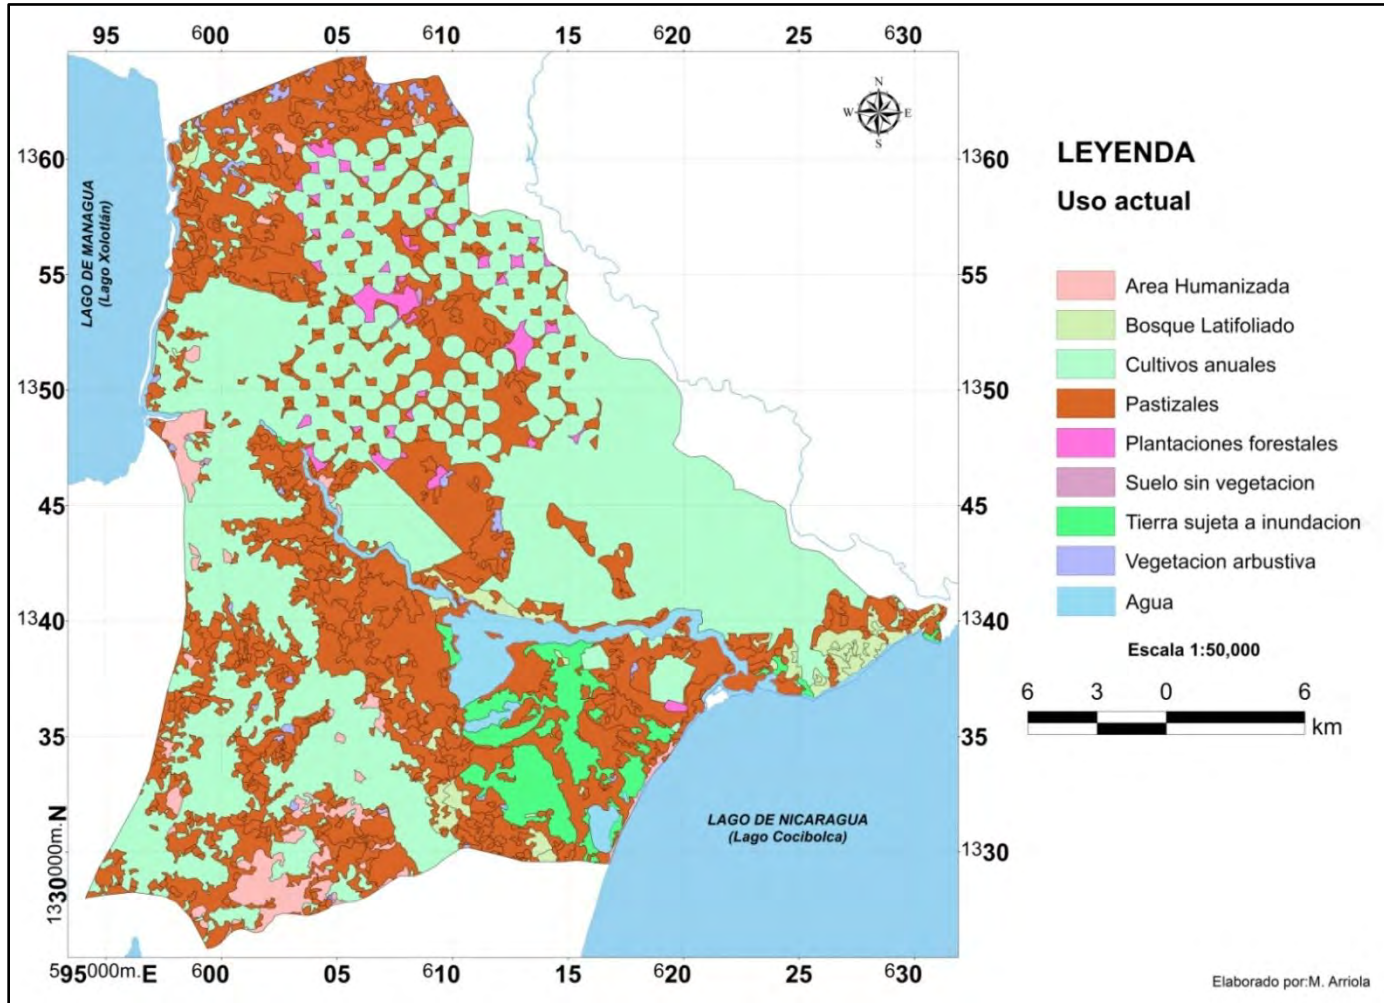 95 600 05 610 15 620 25 630
N
W E
S
1360 1360
55 55
1350 1350
45 45
1340 1340
35 35
1330000m. N 1330
595000m. E 600 05 610 15 620 25 630
LAGO DE MANAGUA
(Lago Xolotlán)
LAGO DE NICARAGUA
(Lago Cocibolca)
LEYENDA
Uso actual
Area Humanizada
Bosque Latifoliado
Cultivos anuales
Pastizales
Plantaciones forestales
Suelo sin vegetacion
Tierra sujeta a inundacion
Vegetacion arbustiva
Agua
Escala 1:50,000
6 3 0 6
km
Elaborado por:M. Arriola